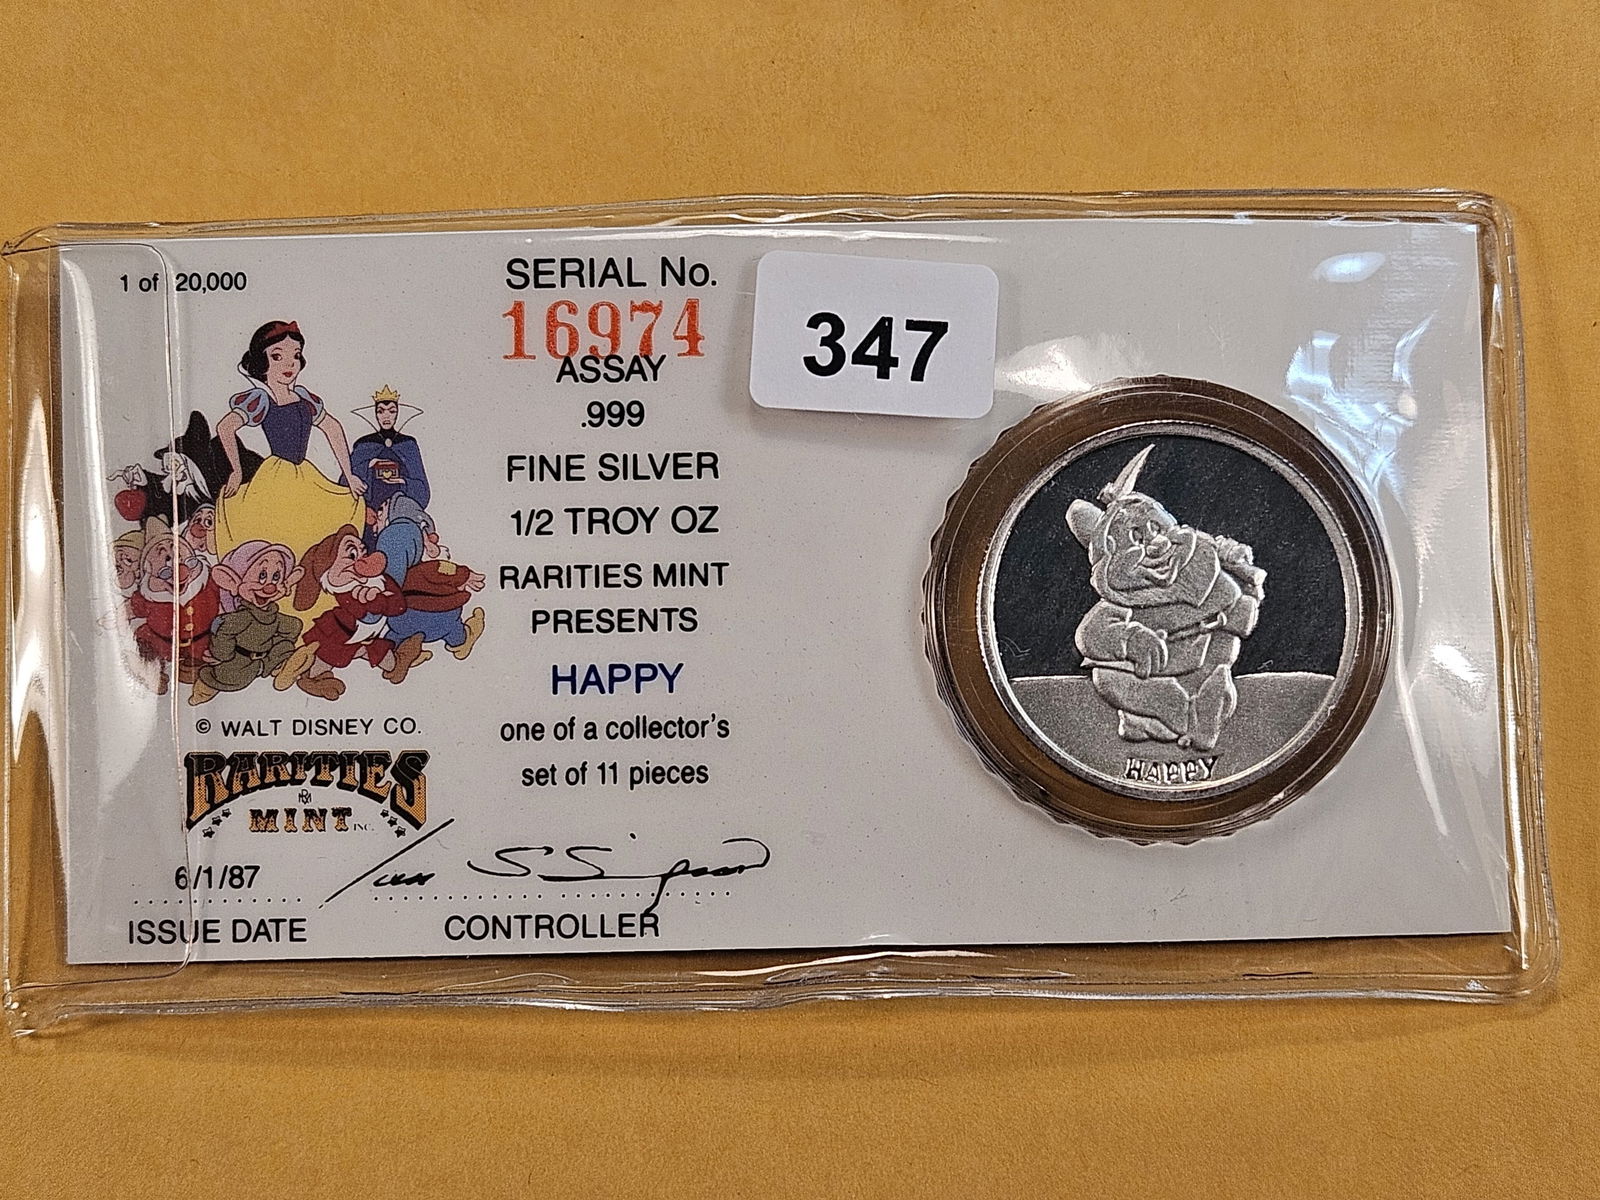 1 of 20,000
SERIAL No.
16974
347
ASSAY
.999
FINE SILVER
1/2 TROY OZ
RARITIES MINT
PRESENTS
HAPPY
one of a collector's
set of 11 pieces
© WALT DISNEY CO.
RARITIES
RM
MINT INC.
6/1/87
ISSUE DATE
CONTROLLER
HAPPY